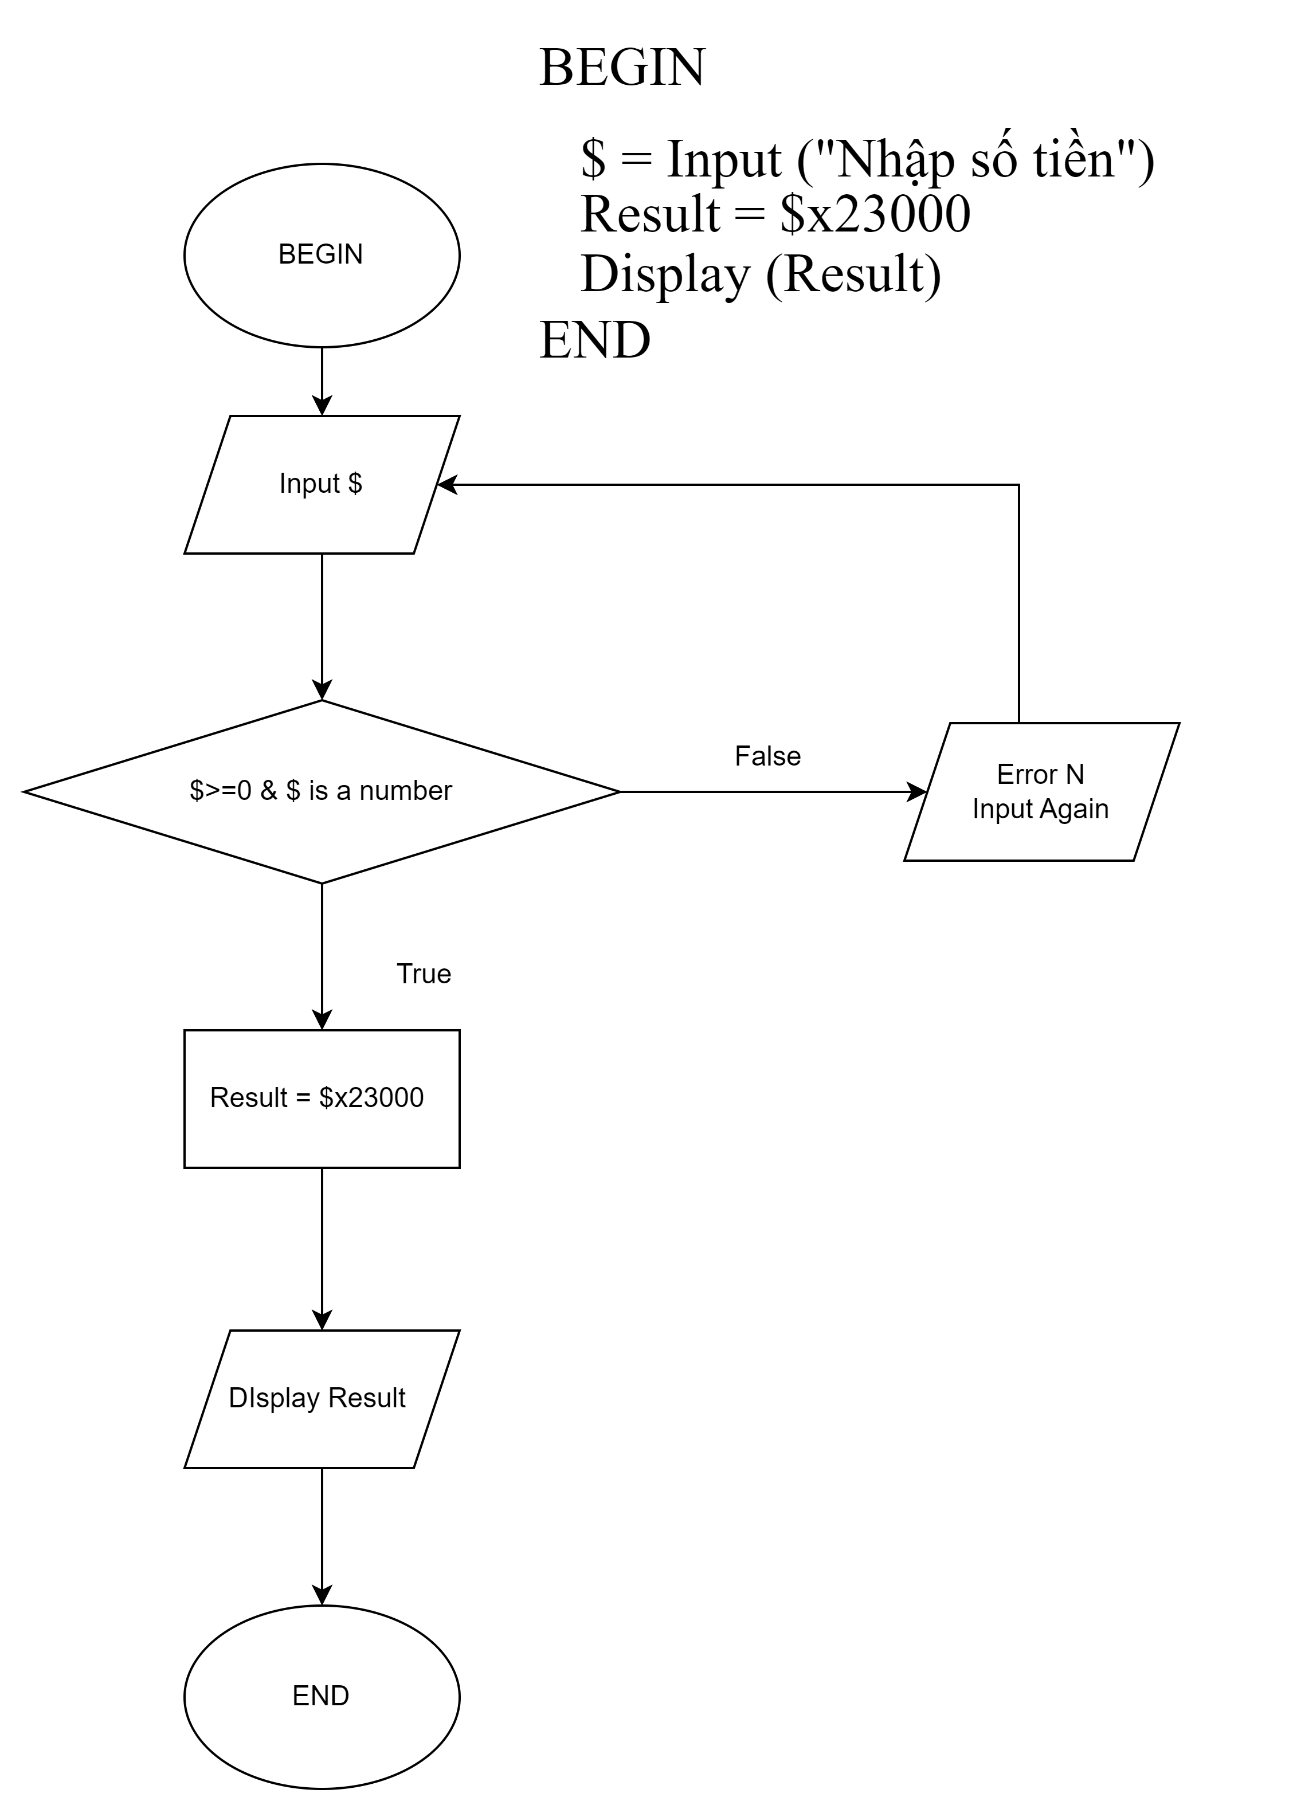 BEGIN
$ = Input ("Nhập số tiền")
Result = $x23000
Display (Result)
END
BEGIN
Input $
$>=0 & $ is a number
False
Error N
Input Again
True
Result = $x23000
DIsplay Result
END